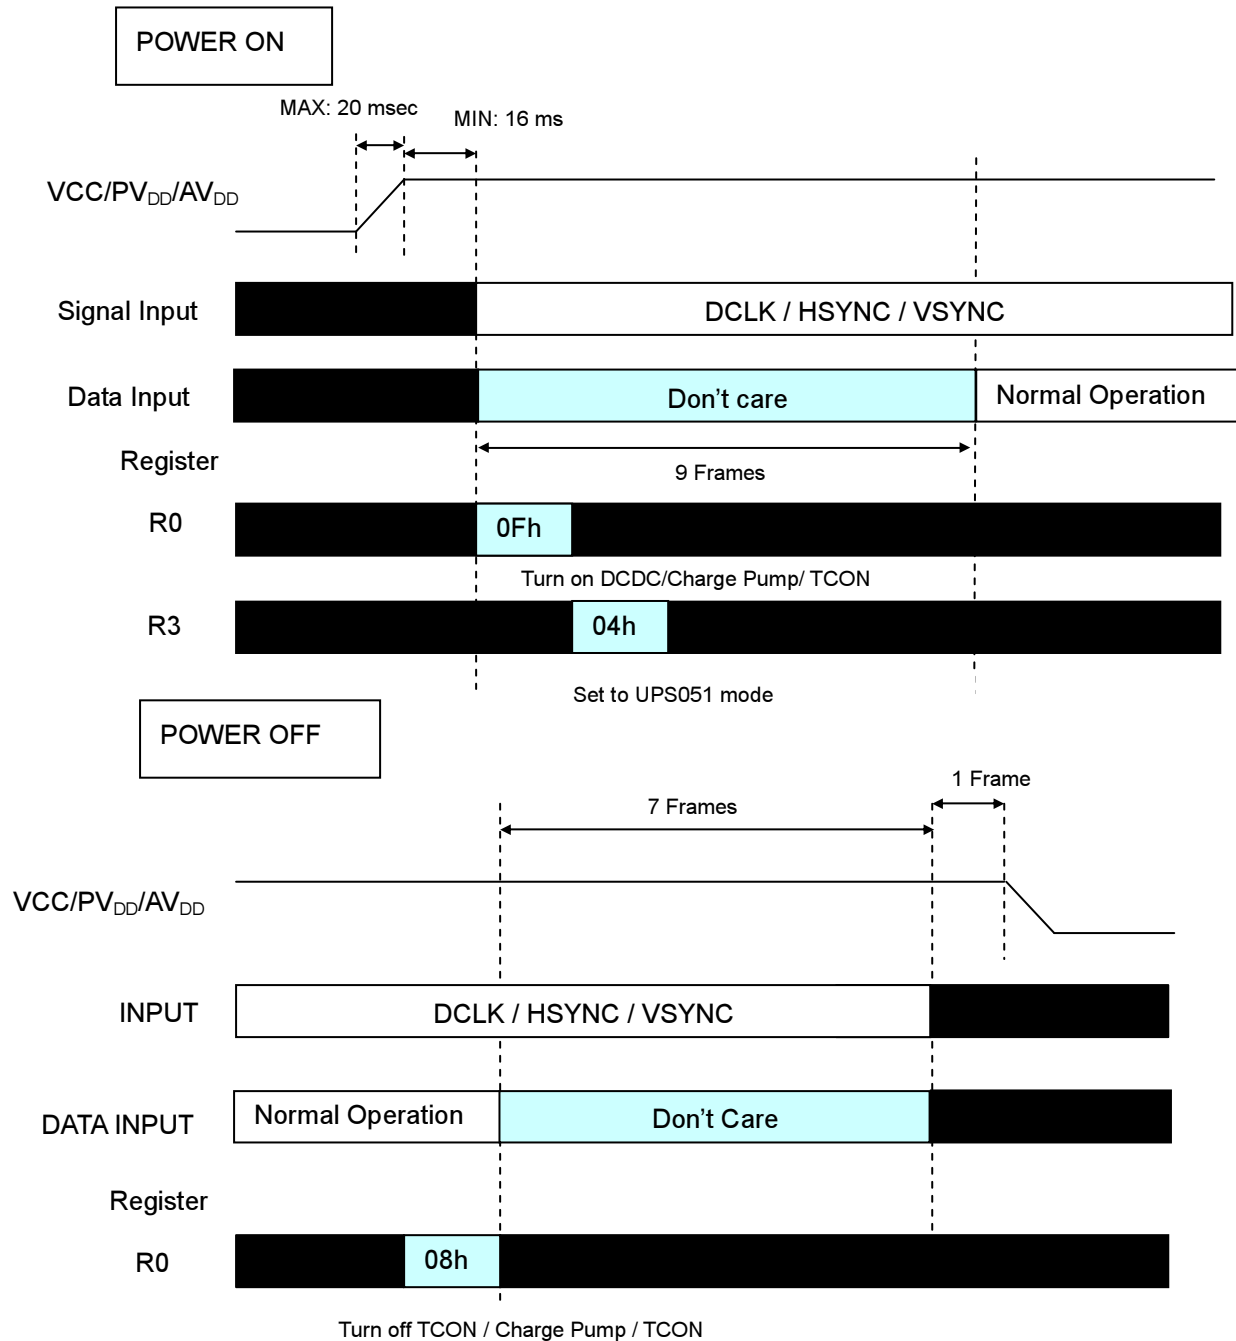 POWER ON
MAX: 20 msec
MIN: 16 ms
VCC/PVDD/AVDD
Signal Input
DCLK / HSYNC / VSYNC
Data Input
Don't care
Normal Operation
Register
9 Frames
R0
0Fh
Turn on DCDC/Charge Pump/ TCON
R3
04h
Set to UPS051 mode
POWER OFF
1 Frame
7 Frames
VCC/PVDD/AVDD
INPUT
DCLK / HSYNC / VSYNC
DATA INPUT
Normal Operation
Don't Care
Register
R0
08h
Turn off TCON / Charge Pump / TCON